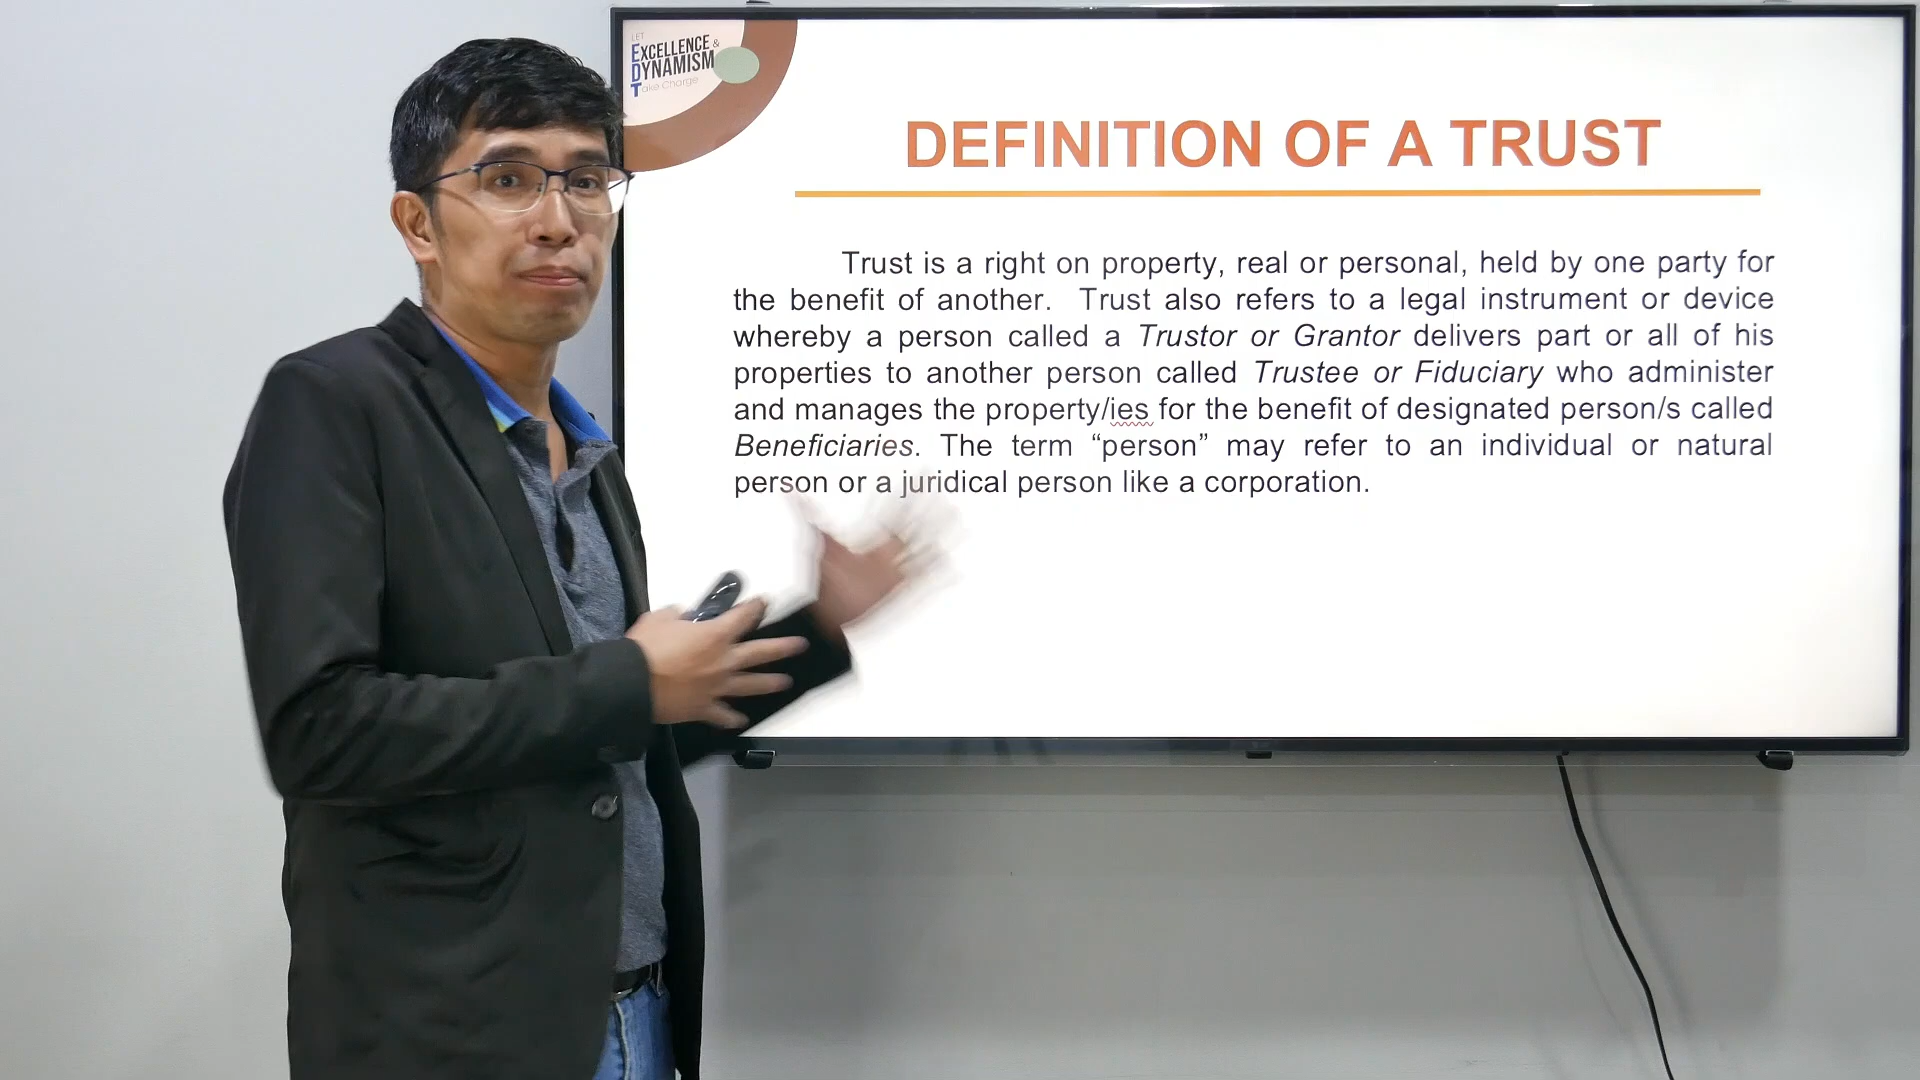 LET
EXCELLENCE &
DYNAMISM
Take Charge
DEFINITION OF A TRUST
Trust is a right on property, real or personal, held by one party for
the benefit of another. Trust also refers to a legal instrument or device
whereby a person called a Trustor or Grantor delivers part or all of his
properties to another person called Trustee or Fiduciary who administer
and manages the property/ies for the benefit of designated person/s called
Beneficiaries. The term “person” may refer to an individual or natural
person or a juridical person like a corporation.